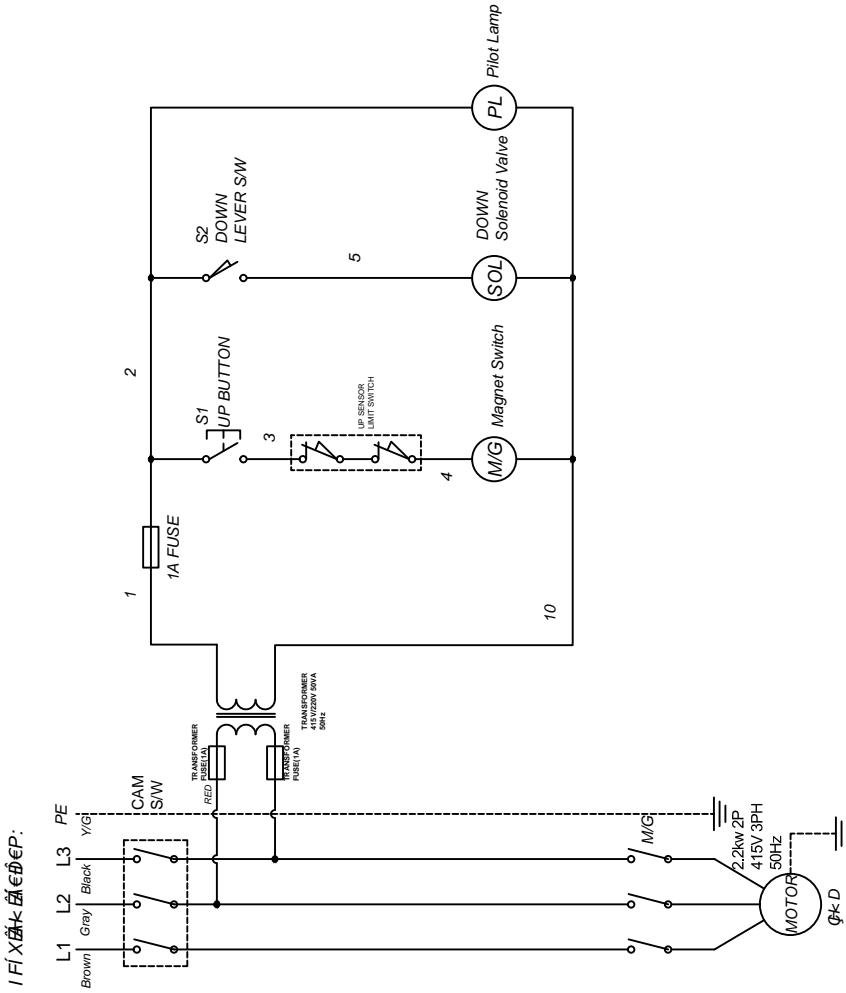 PE
Y/G
L3
Black
L2
Gray
L1
Brown
CAM
S/W
RED
TRANSFORMER
FUSE(1A)
TRANSFORMER
FUSE(1A)
TRANSFORMER
415V/220V 50VA
50Hz
M/G
MOTOR
2.2kw 2P
415V 3PH
50Hz
1
1A FUSE
2
10
S1
UP BUTTON
3
UP SENSOR
LIMIT SWITCH
4
M/G
Magnet Switch
S2
DOWN
LEVER S/W
5
SOL
DOWN
Solenoid Valve
PL
Pilot Lamp